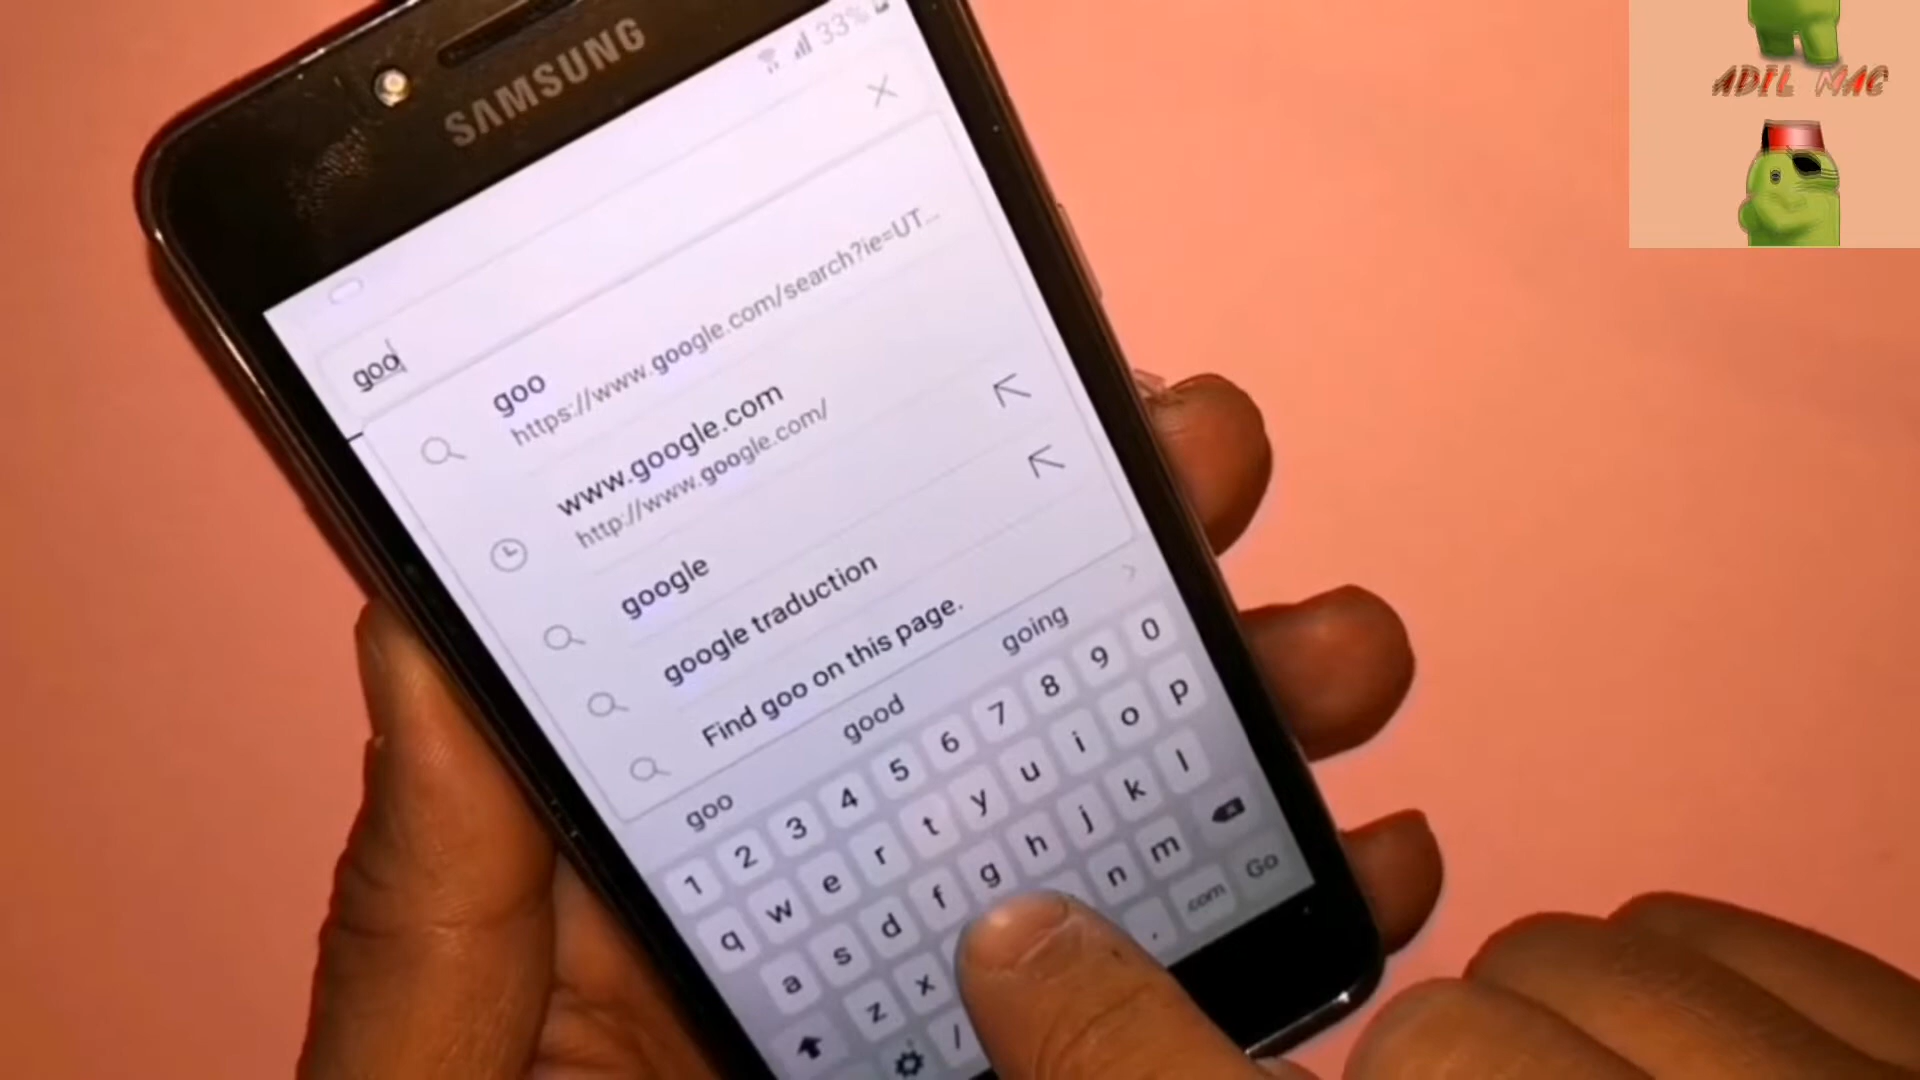 SAMSUNG
33%
goo
goo
https://www.google.com/search?ie=UT...
www.google.com
http://www.google.com/
google
google traduction
Find goo on this page.
goo good going
1 2 3 4 5 6 7 8 9 0
q w e r t y u i o p
a s d f g h j k l
z x n m
/ . .com Go
ADIL MAC